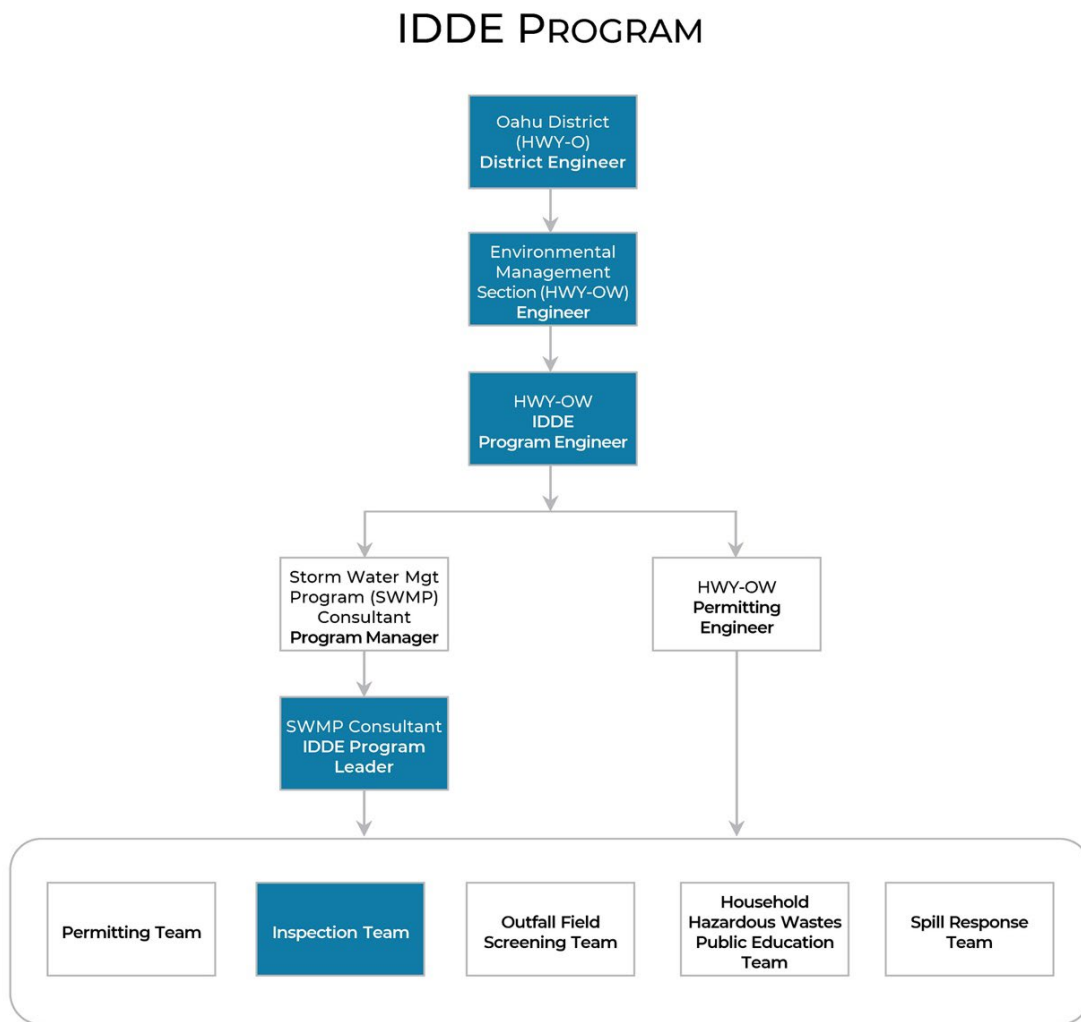 IDDE PROGRAM
Oahu District
(HWY-O)
District Engineer
Environmental
Management
Section (HWY-OW)
Engineer
HWY-OW
IDDE
Program Engineer
Storm Water Mgt
Program (SWMP)
Consultant
Program Manager
HWY-OW
Permitting
Engineer
SWMP Consultant
IDDE Program
Leader
Permitting Team
Inspection Team
Outfall Field
Screening Team
Household
Hazardous Wastes
Public Education
Team
Spill Response
Team